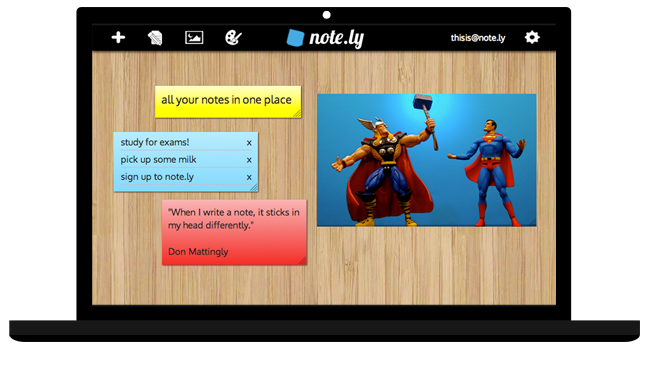 note.ly
thisis@note.ly
all your notes in one place
study for exams! x
pick up some milk x
sign up to note.ly x
"When I write a note, it sticks in
my head differently."
Don Mattingly